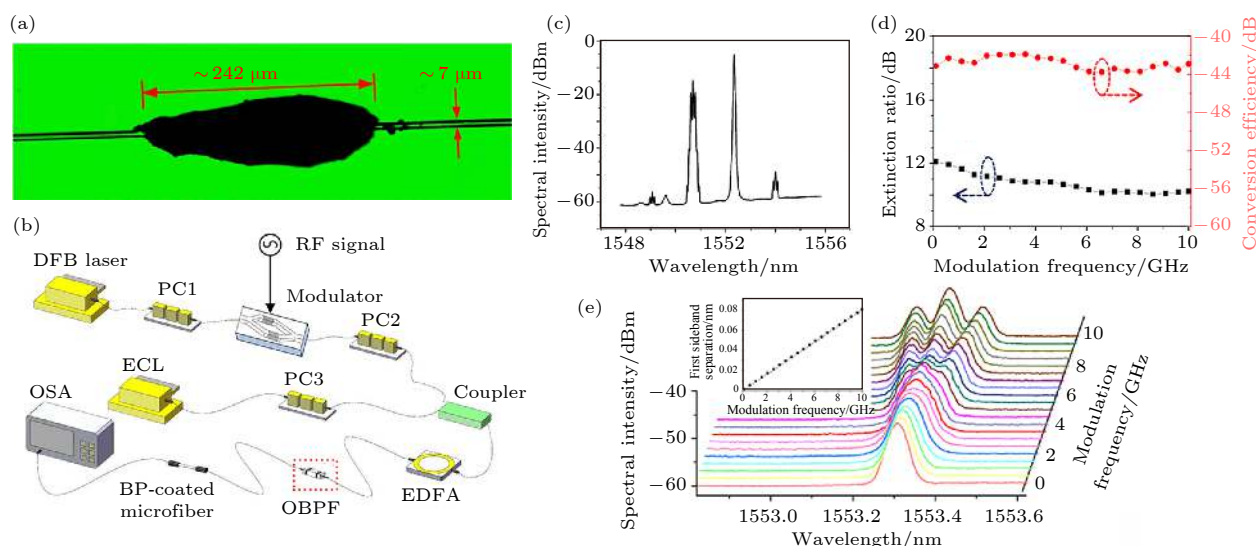 (a)
~242 μm
~7 μm
(b)
RF signal
DFB laser
PC1
Modulator
PC2
ECL
PC3
OSA
Coupler
BP-coated
microfiber
OBPF
EDFA
(c)
Spectral intensity/dBm
0
−20
−40
−60
1548
1552
1556
Wavelength/nm
(d)
Extinction ratio/dB
20
18
16
12
10
8
−40
−44
−48
−52
−56
−60
Conversion efficiency/dB
0
2
4
6
8
10
Modulation frequency/GHz
(e)
Spectral intensity/dBm
−40
−50
−60
1553.0
1553.2
1553.4
1553.6
Wavelength/nm
0
2
4
6
8
10
Modulation
frequency/GHz
First sideband
separation/nm
0.08
0.06
0.04
0.02
0
0 2 4 6 8 10
Modulation frequency/GHz